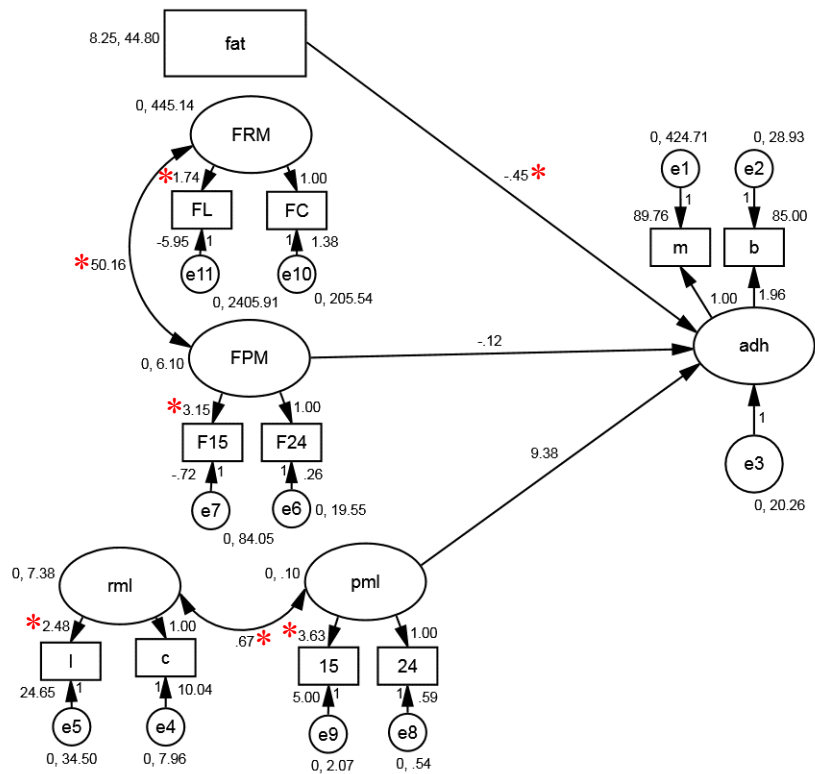 8.25, 44.80
fat
0, 445.14
FRM
*1.74
1.00
FL
FC
-5.95
1
1
1.38
e11
e10
0, 2405.91
0, 205.54
*50.16
-.45*
0, 424.71
0, 28.93
e1
e2
1
1
89.76
85.00
m
b
1.00
1.96
adh
1
e3
0, 20.26
0, 6.10
FPM
-.12
*3.15
1.00
F15
F24
-.72
1
1
.26
e7
e6
0, 19.55
0, 84.05
9.38
0, 7.38
rml
0, .10
pml
*2.48
1.00
.67*
*3.63
1.00
l
c
15
24
24.65
1
1
10.04
5.00
1
1
.59
e5
e4
e9
e8
0, 34.50
0, 7.96
0, 2.07
0, .54